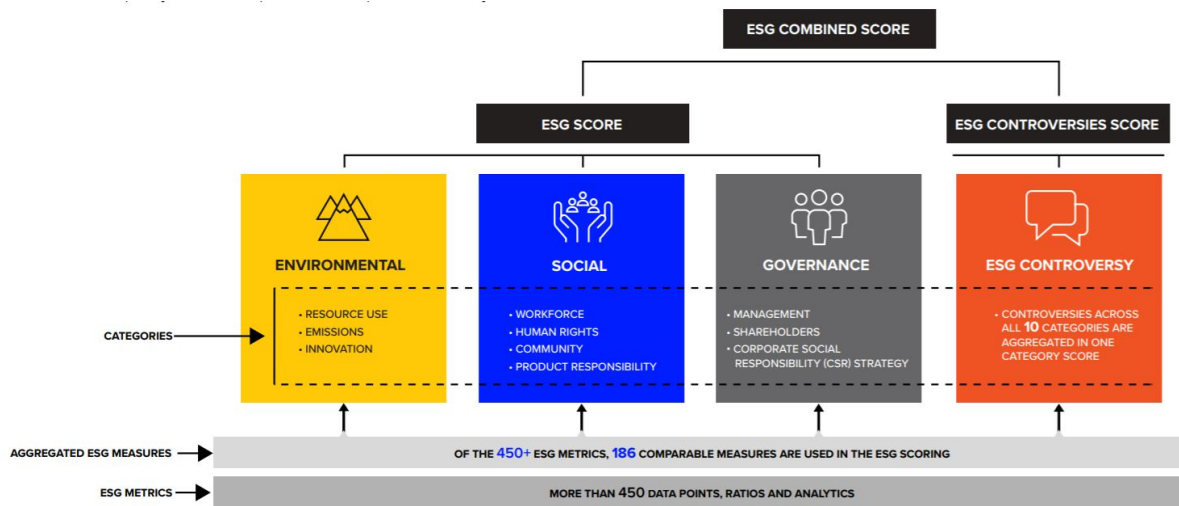 ESG COMBINED SCORE
ESG SCORE
ESG CONTROVERSIES SCORE
ENVIRONMENTAL
SOCIAL
GOVERNANCE
ESG CONTROVERSY
CATEGORIES
• RESOURCE USE
• EMISSIONS
• INNOVATION
• WORKFORCE
• HUMAN RIGHTS
• COMMUNITY
• PRODUCT RESPONSIBILITY
• MANAGEMENT
• SHAREHOLDERS
• CORPORATE SOCIAL
RESPONSIBILITY (CSR) STRATEGY
• CONTROVERSIES ACROSS
ALL 10 CATEGORIES ARE
AGGREGATED IN ONE
CATEGORY SCORE
AGGREGATED ESG MEASURES
OF THE 450+ ESG METRICS, 186 COMPARABLE MEASURES ARE USED IN THE ESG SCORING
ESG METRICS
MORE THAN 450 DATA POINTS, RATIOS AND ANALYTICS